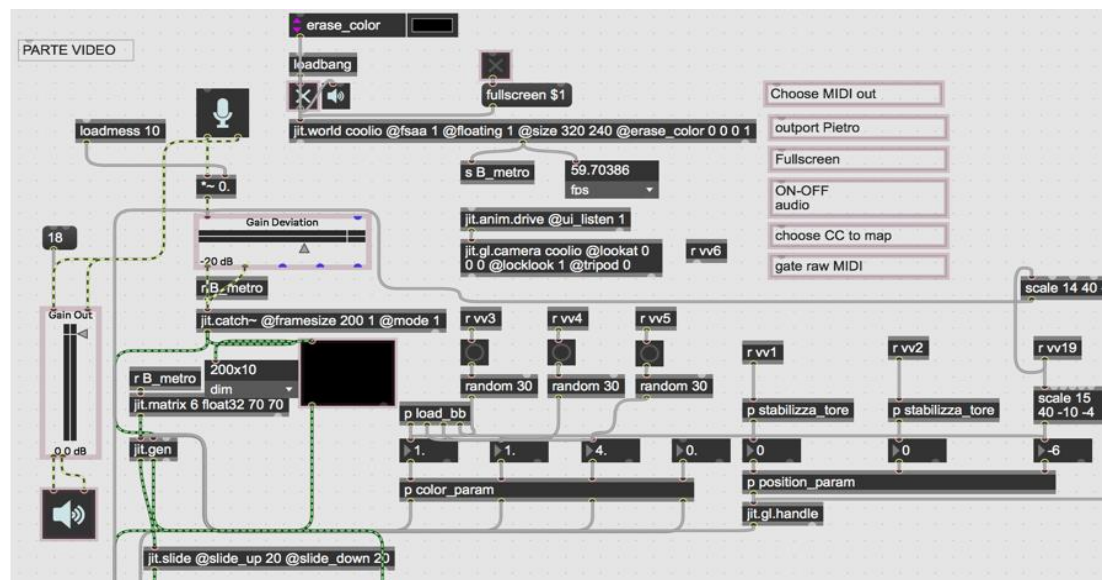 erase_color
PARTE VIDEO
loadbang
fullscreen $1
Choose MIDI out
loadmess 10
jit.world coolio @fsaa 1 @floating 1 @size 320 240 @erase_color 0 0 0 1
outport Pietro
s B_metro
59.70386
fps
Fullscreen
*~ 0.
ON-OFF
audio
Gain Deviation
jit.anim.drive @ui_listen 1
18
choose CC to map
jit.gl.camera coolio @lookat 0
0 0 @locklook 1 @tripod 0
r vv6
-20 dB
gate raw MIDI
r B_metro
scale 14 40 -
Gain Out
jit.catch~ @framesize 200 1 @mode 1
r vv3
r vv4
r vv5
r vv1
r vv2
r vv19
200x10
dim
r B_metro
random 30
random 30
random 30
jit.matrix 6 float32 70 70
p load_bb
p stabilizza_tore
p stabilizza_tore
scale 15
40 -10 -4
0.0 dB
jit.gen
1.
1.
4.
0.
0
0
-6
p color_param
p position_param
jit.gl.handle
jit.slide @slide_up 20 @slide_down 20